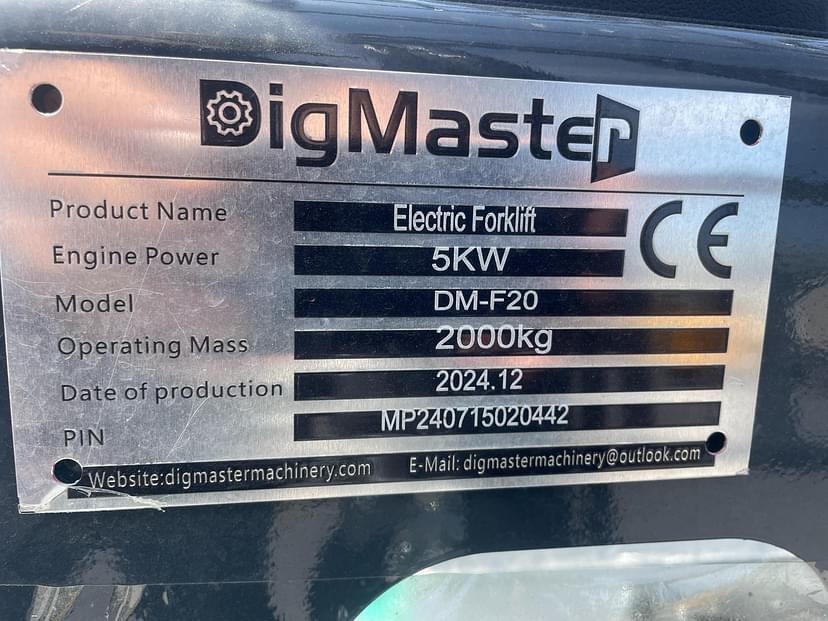 DigMaster
Product Name Electric Forklift
Engine Power 5KW
CE
Model DM-F20
Operating Mass 2000kg
Date of production 2024.12
PIN MP240715020442
Website:digmastermachinery.com E-Mail: digmastermachinery@outlook.com